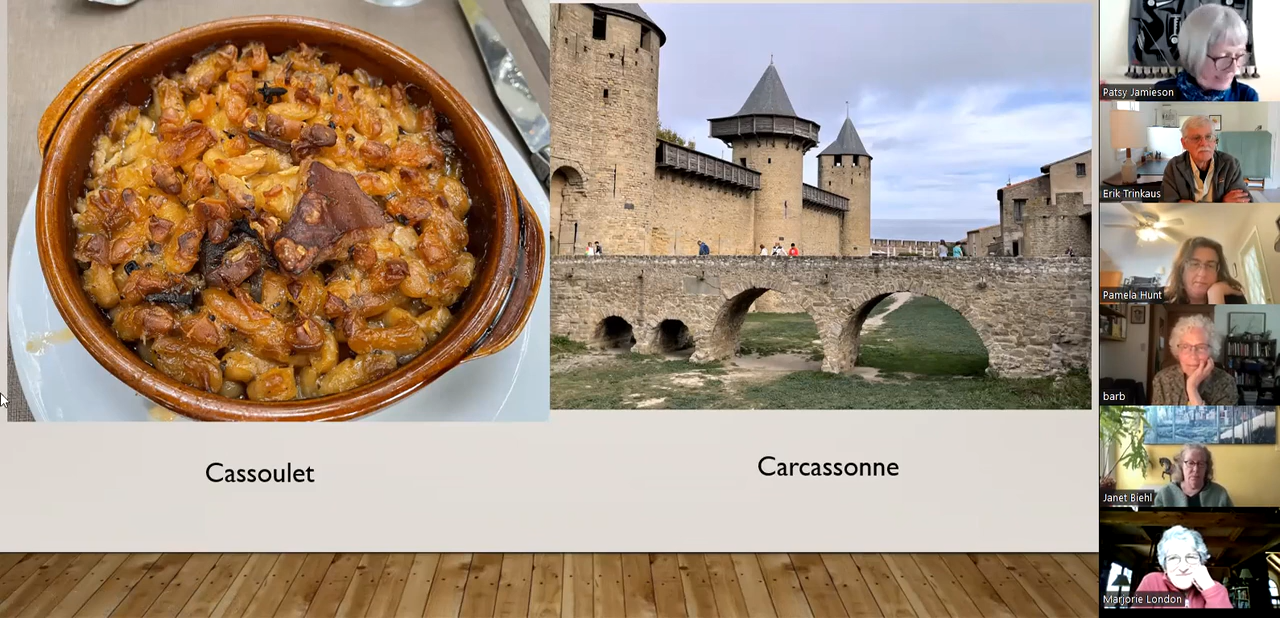 Cassoulet
Carcassonne
Patsy Jamieson
Erik Trinkaus
Pamela Hunt
barb
Janet Biehl
Marjorie London